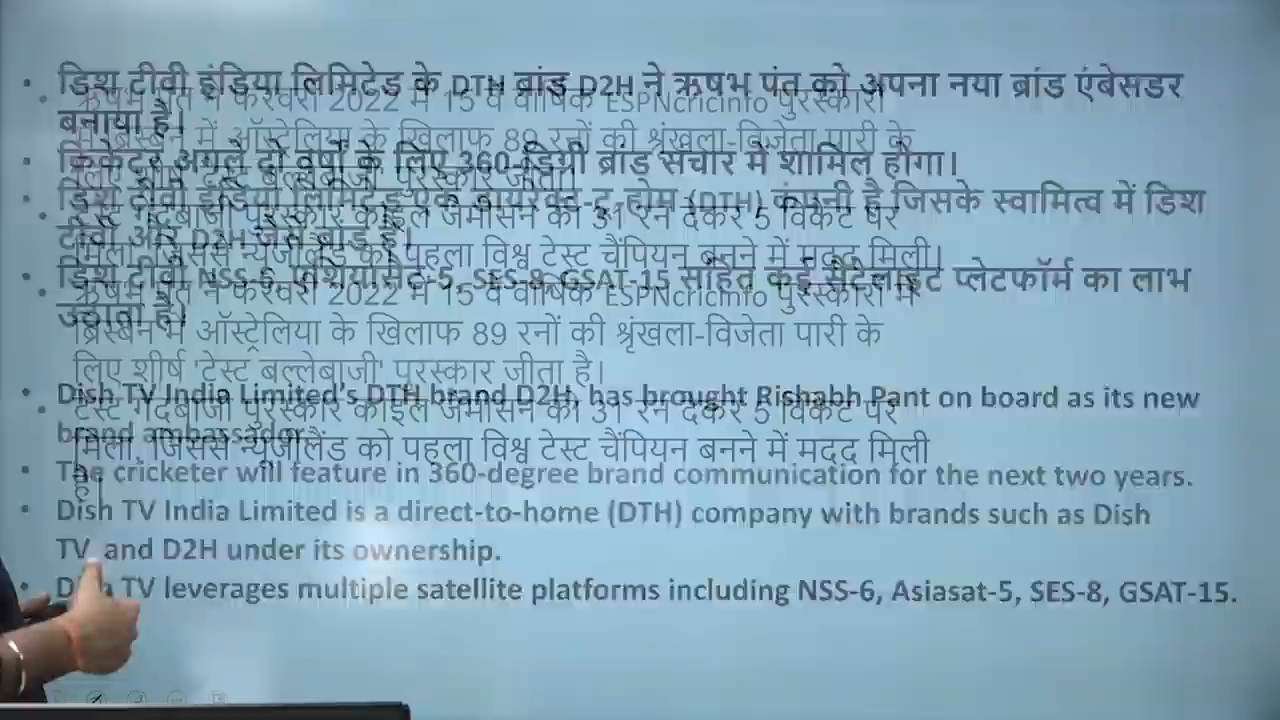 डिश टीवी इंडिया लिमिटेड के DTH ब्रांड D2H ने ऋषभ पंत को अपना नया ब्रांड एंबेसडर
बनाया है।
क्रिकेटर अगले दो वर्षों के लिए 360-डिग्री ब्रांड संचार में शामिल होगा।
डिश टीवी इंडिया लिमिटेड एक डायरेक्ट-टू-होम (DTH) कंपनी है जिसके स्वामित्व में डिश
टीवी और D2H जैसे ब्रांड हैं।
डिश टीवी NSS-6, एशियासैट-5, SES-8, GSAT-15 सहित कई सैटेलाइट प्लेटफॉर्म का लाभ
उठाता है।
ऋषभ पंत ने फरवरी 2022 में 15 वें वार्षिक ESPNcricinfo पुरस्कारों में
ब्रिस्बेन में ऑस्ट्रेलिया के खिलाफ 89 रनों की श्रृंखला-विजेता पारी के
लिए शीर्ष 'टेस्ट बल्लेबाजी' पुरस्कार जीता है।
टेस्ट गेंदबाजी पुरस्कार काइल जैमीसन को 31 रन देकर 5 विकेट पर
मिला, जिससे न्यूजीलैंड को पहला विश्व टेस्ट चैंपियन बनने में मदद मिली
है।
Dish TV India Limited's DTH brand D2H, has brought Rishabh Pant on board as its new
brand ambassador.
The cricketer will feature in 360-degree brand communication for the next two years.
Dish TV India Limited is a direct-to-home (DTH) company with brands such as Dish
TV, and D2H under its ownership.
Dish TV leverages multiple satellite platforms including NSS-6, Asiasat-5, SES-8, GSAT-15.